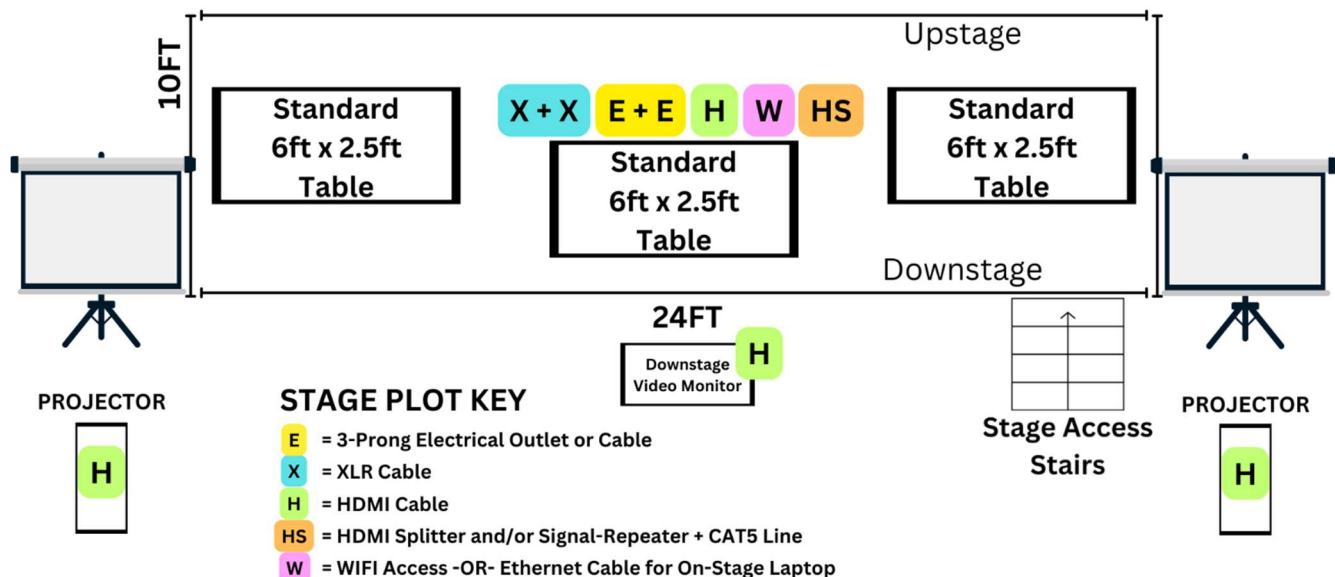 Upstage
10FT
Standard
6ft x 2.5ft
Table
X + X
E + E
H
W
HS
Standard
6ft x 2.5ft
Table
Standard
6ft x 2.5ft
Table
Downstage
24FT
Downstage
Video Monitor
H
Stage Access
Stairs
PROJECTOR
H
PROJECTOR
H
STAGE PLOT KEY
E = 3-Prong Electrical Outlet or Cable
X = XLR Cable
H = HDMI Cable
HS = HDMI Splitter and/or Signal-Repeater + CAT5 Line
W = WIFI Access -OR- Ethernet Cable for On-Stage Laptop